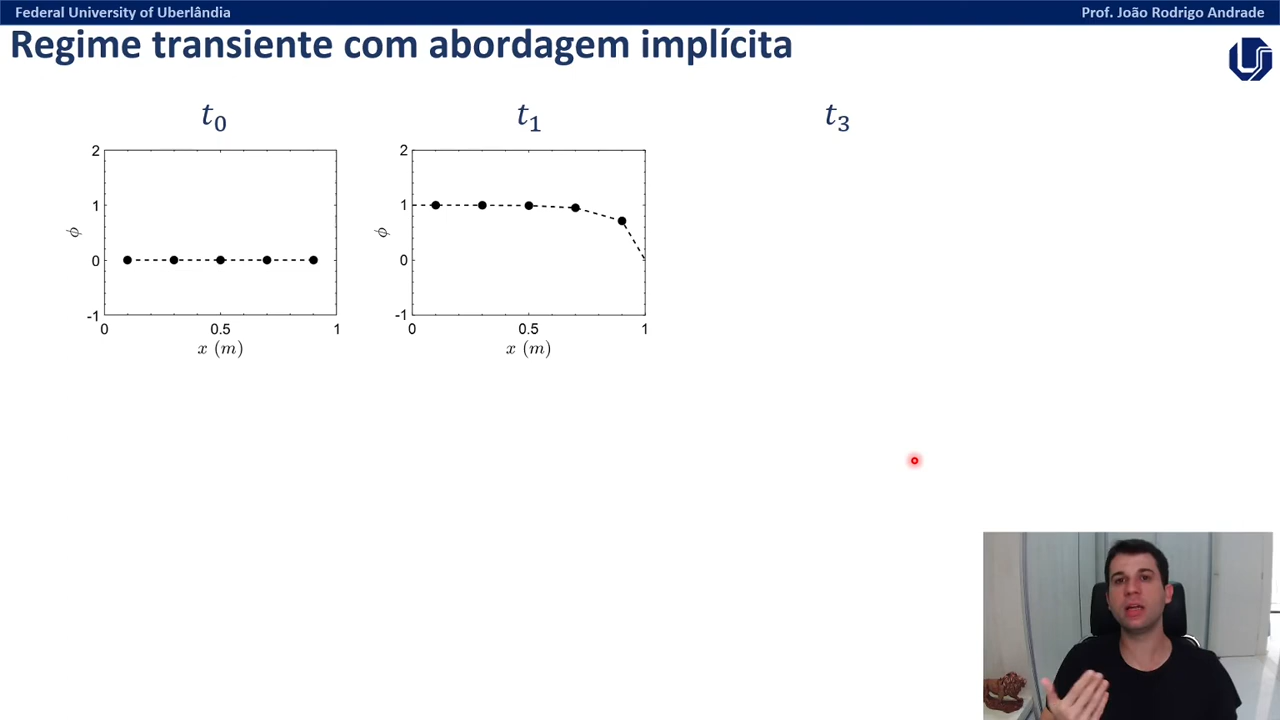 Federal University of Uberlândia
Prof. João Rodrigo Andrade
Regime transiente com abordagem implícita
t₀
t₁
t₃
2
1
0
-1
ϕ
0
0.5
1
x (m)
2
1
0
-1
ϕ
0
0.5
1
x (m)